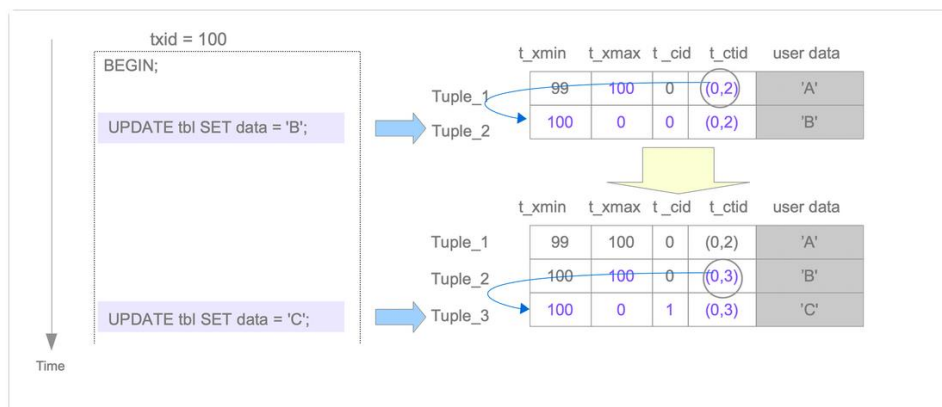 txid = 100
BEGIN;
UPDATE tbl SET data = 'B';
UPDATE tbl SET data = 'C';
Time
t_xmin t_xmax t _cid t_ctid user data
Tuple_1 99 100 0 (0,2) 'A'
Tuple_2 100 0 0 (0,2) 'B'
t_xmin t_xmax t _cid t_ctid user data
Tuple_1 99 100 0 (0,2) 'A'
Tuple_2 100 100 0 (0,3) 'B'
Tuple_3 100 0 1 (0,3) 'C'